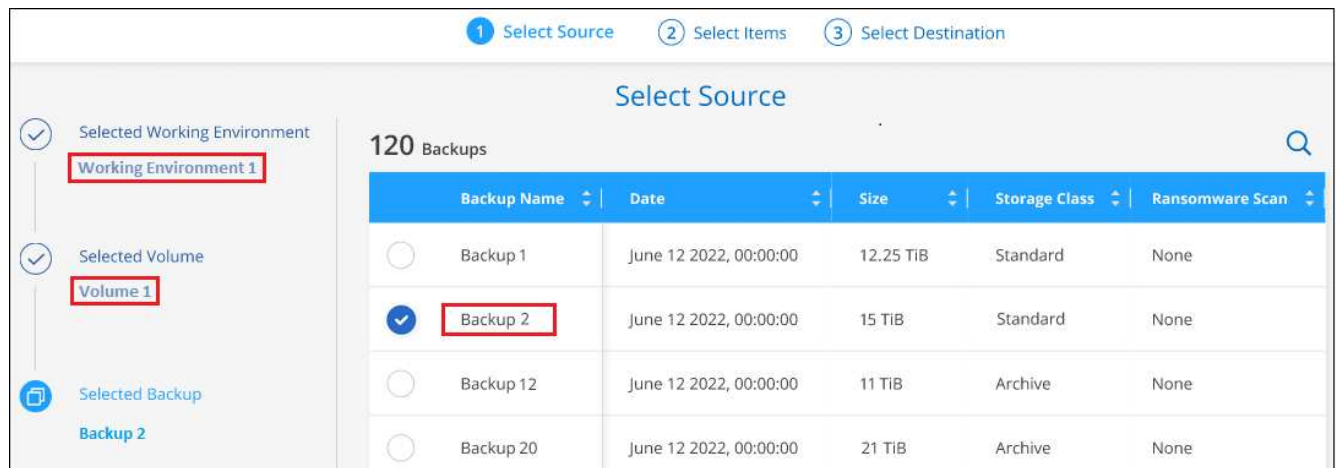 1 Select Source 2 Select Items 3 Select Destination
Select Source
Selected Working Environment
Working Environment 1
Selected Volume
Volume 1
Selected Backup
Backup 2
120 Backups
Backup Name Date Size Storage Class Ransomware Scan
Backup 1 June 12 2022, 00:00:00 12.25 TiB Standard None
Backup 2 June 12 2022, 00:00:00 15 TiB Standard None
Backup 12 June 12 2022, 00:00:00 11 TiB Archive None
Backup 20 June 12 2022, 00:00:00 21 TiB Archive None